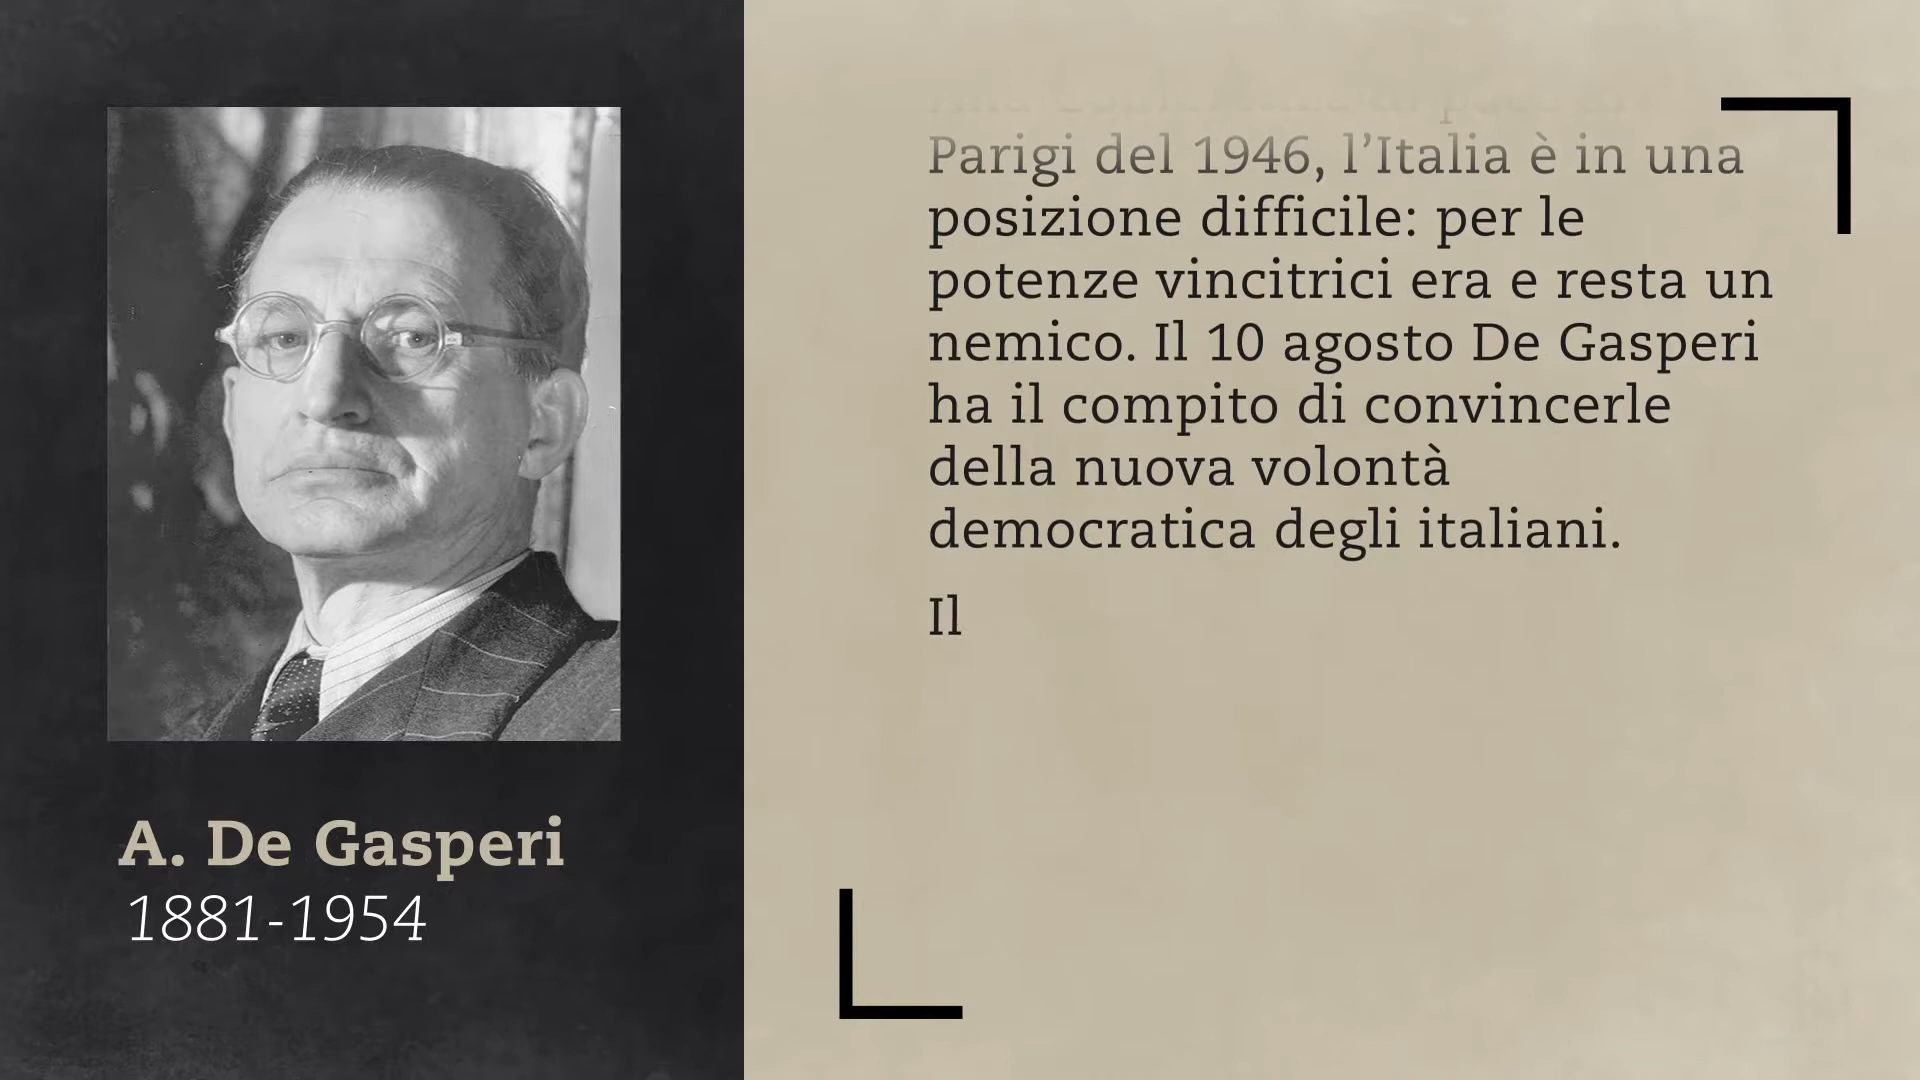 Parigi del 1946, l’Italia è in una
posizione difficile: per le
potenze vincitrici era e resta un
nemico. Il 10 agosto De Gasperi
ha il compito di convincerle
della nuova volontà
democratica degli italiani.
Il
A. De Gasperi
1881-1954